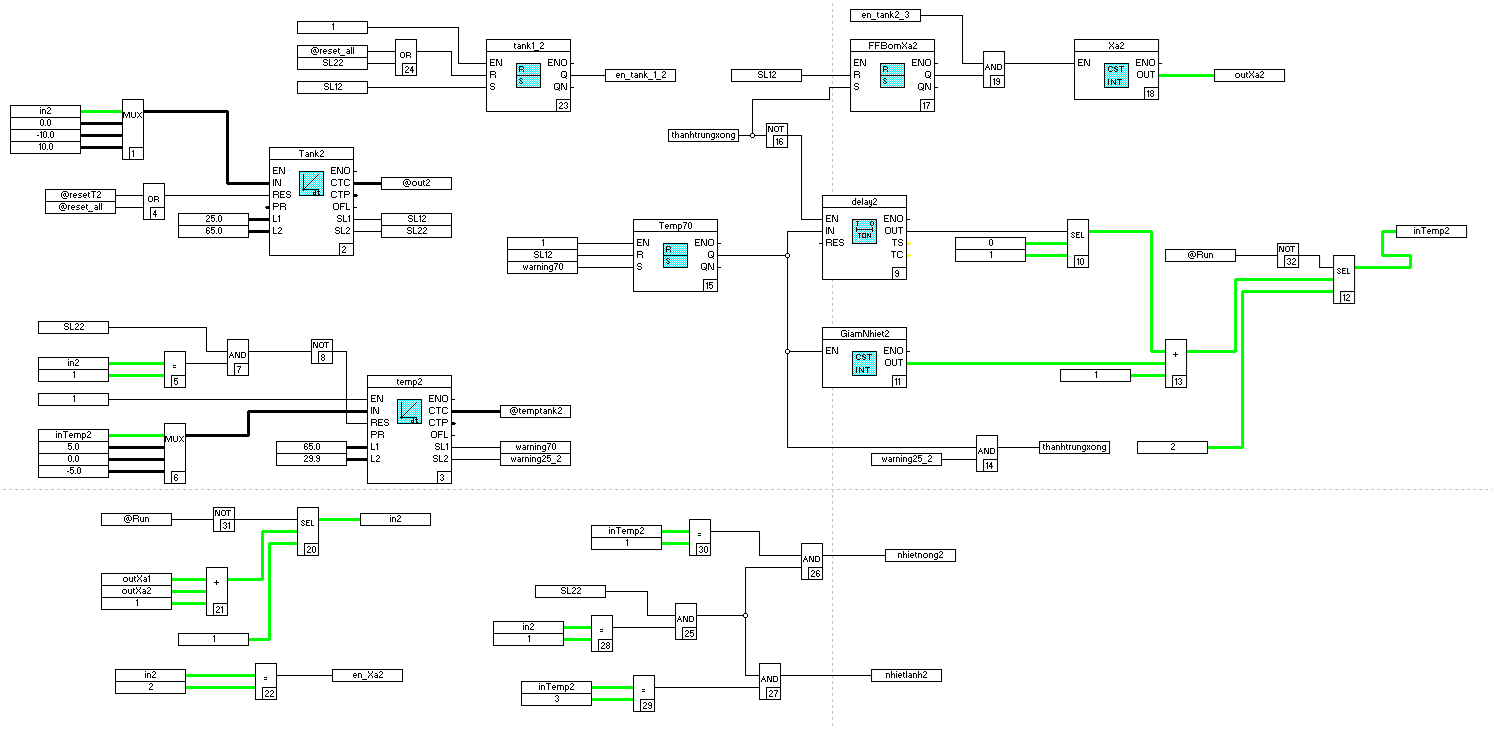 1
@reset_all
SL22
OR
24
SL12
tank1_2
EN ENO
R R Q
S S QN
23
en_tank_1_2
en_tank2_3
SL12
FFBomXa2
EN ENO
R R Q
S S QN
17
AND
19
Xa2
EN CST ENO
INT OUT
18
outXa2
thanhtrungxong
NOT
16
in2
0.0
-10.0
10.0
MUX
1
@resetT2
@reset_all
OR
4
25.0
65.0
Tank2
EN ENO
IN CTC
RES dt CTP
PR OFL
L1 SL1
L2 SL2
2
@out2
SL12
SL22
1
SL12
warning70
Temp70
EN ENO
R R Q
S S QN
15
delay2
EN T 0 ENO
IN TON OUT
RES TS
TC
9
0
1
SEL
10
@Run
NOT
32
SEL
12
inTemp2
GiamNhiet2
EN CST ENO
INT OUT
11
1
+
13
2
warning25_2
AND
14
thanhtrungxong
SL22
in2
1
=
5
AND
7
NOT
8
1
inTemp2
5.0
0.0
-5.0
MUX
6
65.0
29.9
temp2
EN ENO
IN CTC
RES dt CTP
PR OFL
L1 SL1
L2 SL2
3
@temptank2
warning70
warning25_2
@Run
NOT
31
SEL
20
in2
outXa1
outXa2
1
+
21
1
in2
2
=
22
en_Xa2
inTemp2
1
=
30
AND
26
nhietnong2
SL22
in2
1
=
28
AND
25
inTemp2
3
=
29
AND
27
nhietlanh2